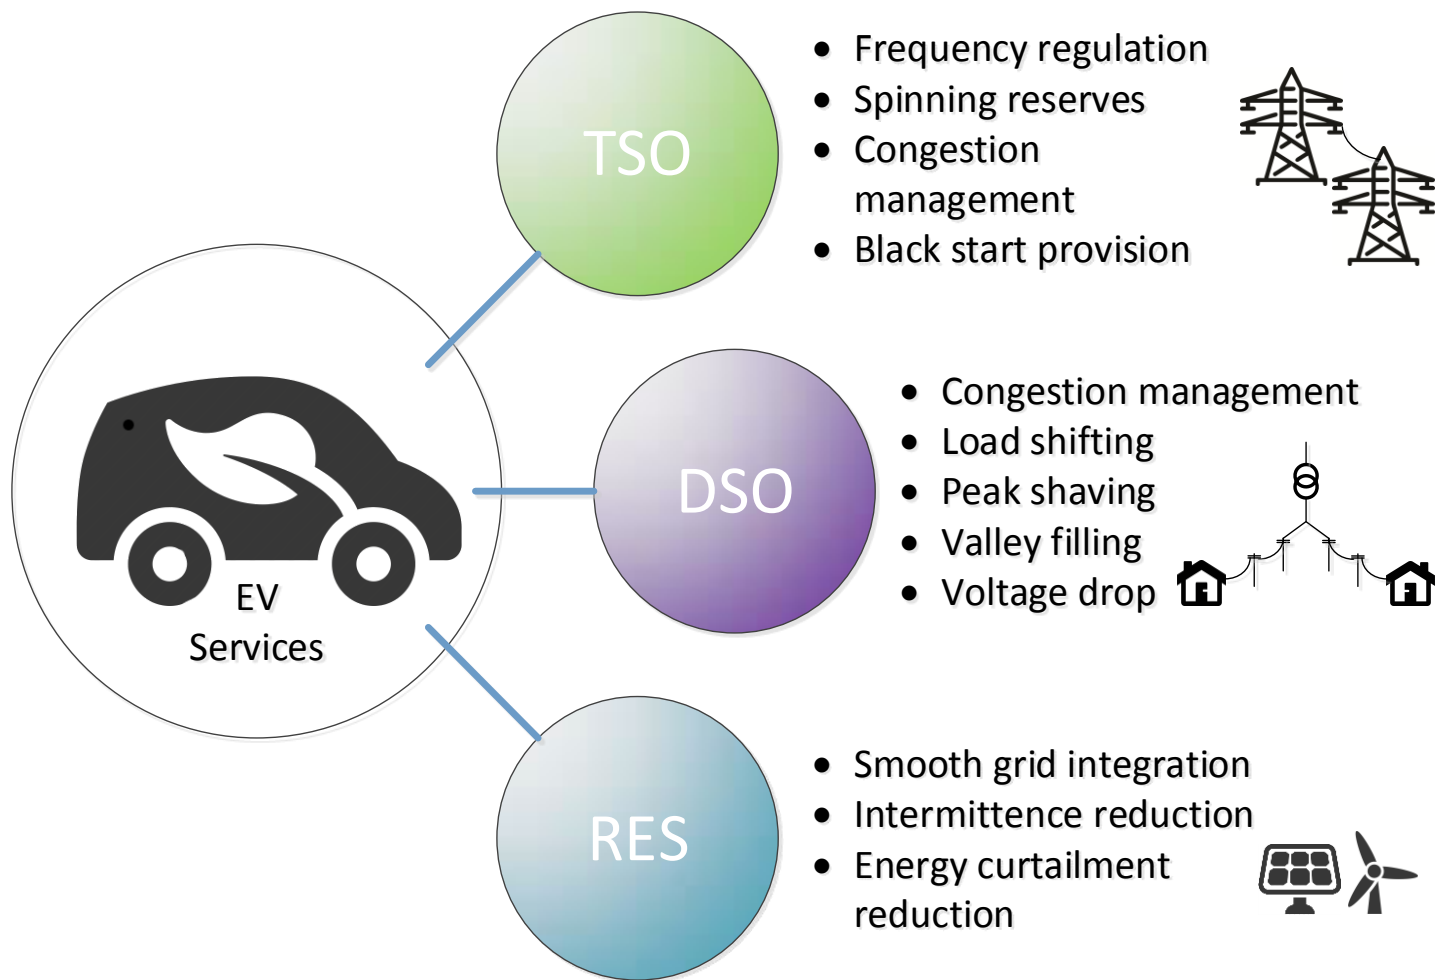 TSO
• Frequency regulation
• Spinning reserves
• Congestion
management
• Black start provision
EV
Services
DSO
• Congestion management
• Load shifting
• Peak shaving
• Valley filling
• Voltage drop
RES
• Smooth grid integration
• Intermittence reduction
• Energy curtailment
reduction